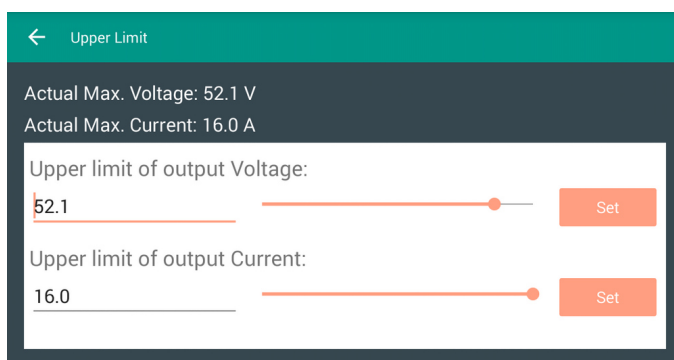 Upper Limit
Actual Max. Voltage: 52.1 V
Actual Max. Current: 16.0 A
Upper limit of output Voltage:
52.1
Set
Upper limit of output Current:
16.0
Set